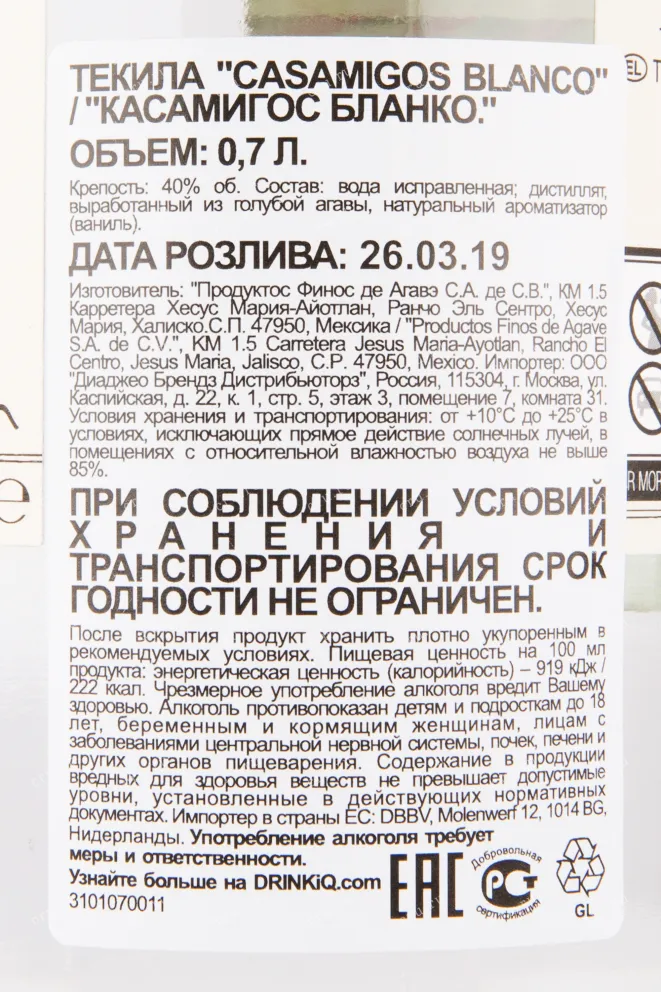 ТЕКИЛА "CASAMIGOS BLANCO"
/ "КАСАМИГОС БЛАНКО."
ОБЪЕМ: 0,7 Л.
Крепость: 40% об. Состав: вода исправленная; дистиллят,
выработанный из голубой агавы, натуральный ароматизатор
(ваниль).
ДАТА РОЗЛИВА: 26.03.19
Изготовитель: "Продуктос Финос де Агавэ С.А. де С.В.", КМ 1.5
Карретера Хесус Мария-Айотлан, Ранчо Эль Сентро, Хесус
Мария, Халиско.С.П. 47950, Мексика / "Productos Finos de Agave
S.A. de C.V.", KM 1.5 Carretera Jesus Maria-Ayotlan, Rancho El
Centro, Jesus Maria, Jalisco, C.P. 47950, Mexico. Импортер: ООО
"Диаджео Брендз Дистрибьюторз", Россия, 115304, г. Москва, ул.
Каспийская, д. 22, к. 1, стр. 5, этаж 3, помещение 7, комната 31.
Условия хранения и транспортирования: от +10°С до +25°С в
условиях, исключающих прямое действие солнечных лучей, в
помещениях с относительной влажностью воздуха не выше
85%.
ПРИ СОБЛЮДЕНИИ УСЛОВИЙ
ХРАНЕНИЯ И
ТРАНСПОРТИРОВАНИЯ СРОК
ГОДНОСТИ НЕ ОГРАНИЧЕН.
После вскрытия продукт хранить плотно укупоренным в
рекомендуемых условиях. Пищевая ценность на 100 мл
продукта: энергетическая ценность (калорийность) – 919 кДж /
222 ккал. Чрезмерное употребление алкоголя вредит Вашему
здоровью. Алкоголь противопоказан детям и подросткам до 18
лет, беременным и кормящим женщинам, лицам с
заболеваниями центральной нервной системы, почек, печени и
других органов пищеварения. Содержание в продукции
вредных для здоровья веществ не превышает допустимые
уровни, установленные в действующих нормативных
документах. Импортер в страны ЕС: DBBV, Molenwerf 12, 1014 BG,
Нидерланды. Употребление алкоголя требует
меры и ответственности.
Узнайте больше на DRINKiQ.com
3101070011
EAC
Добровольная
РСТ
сертификация
GL